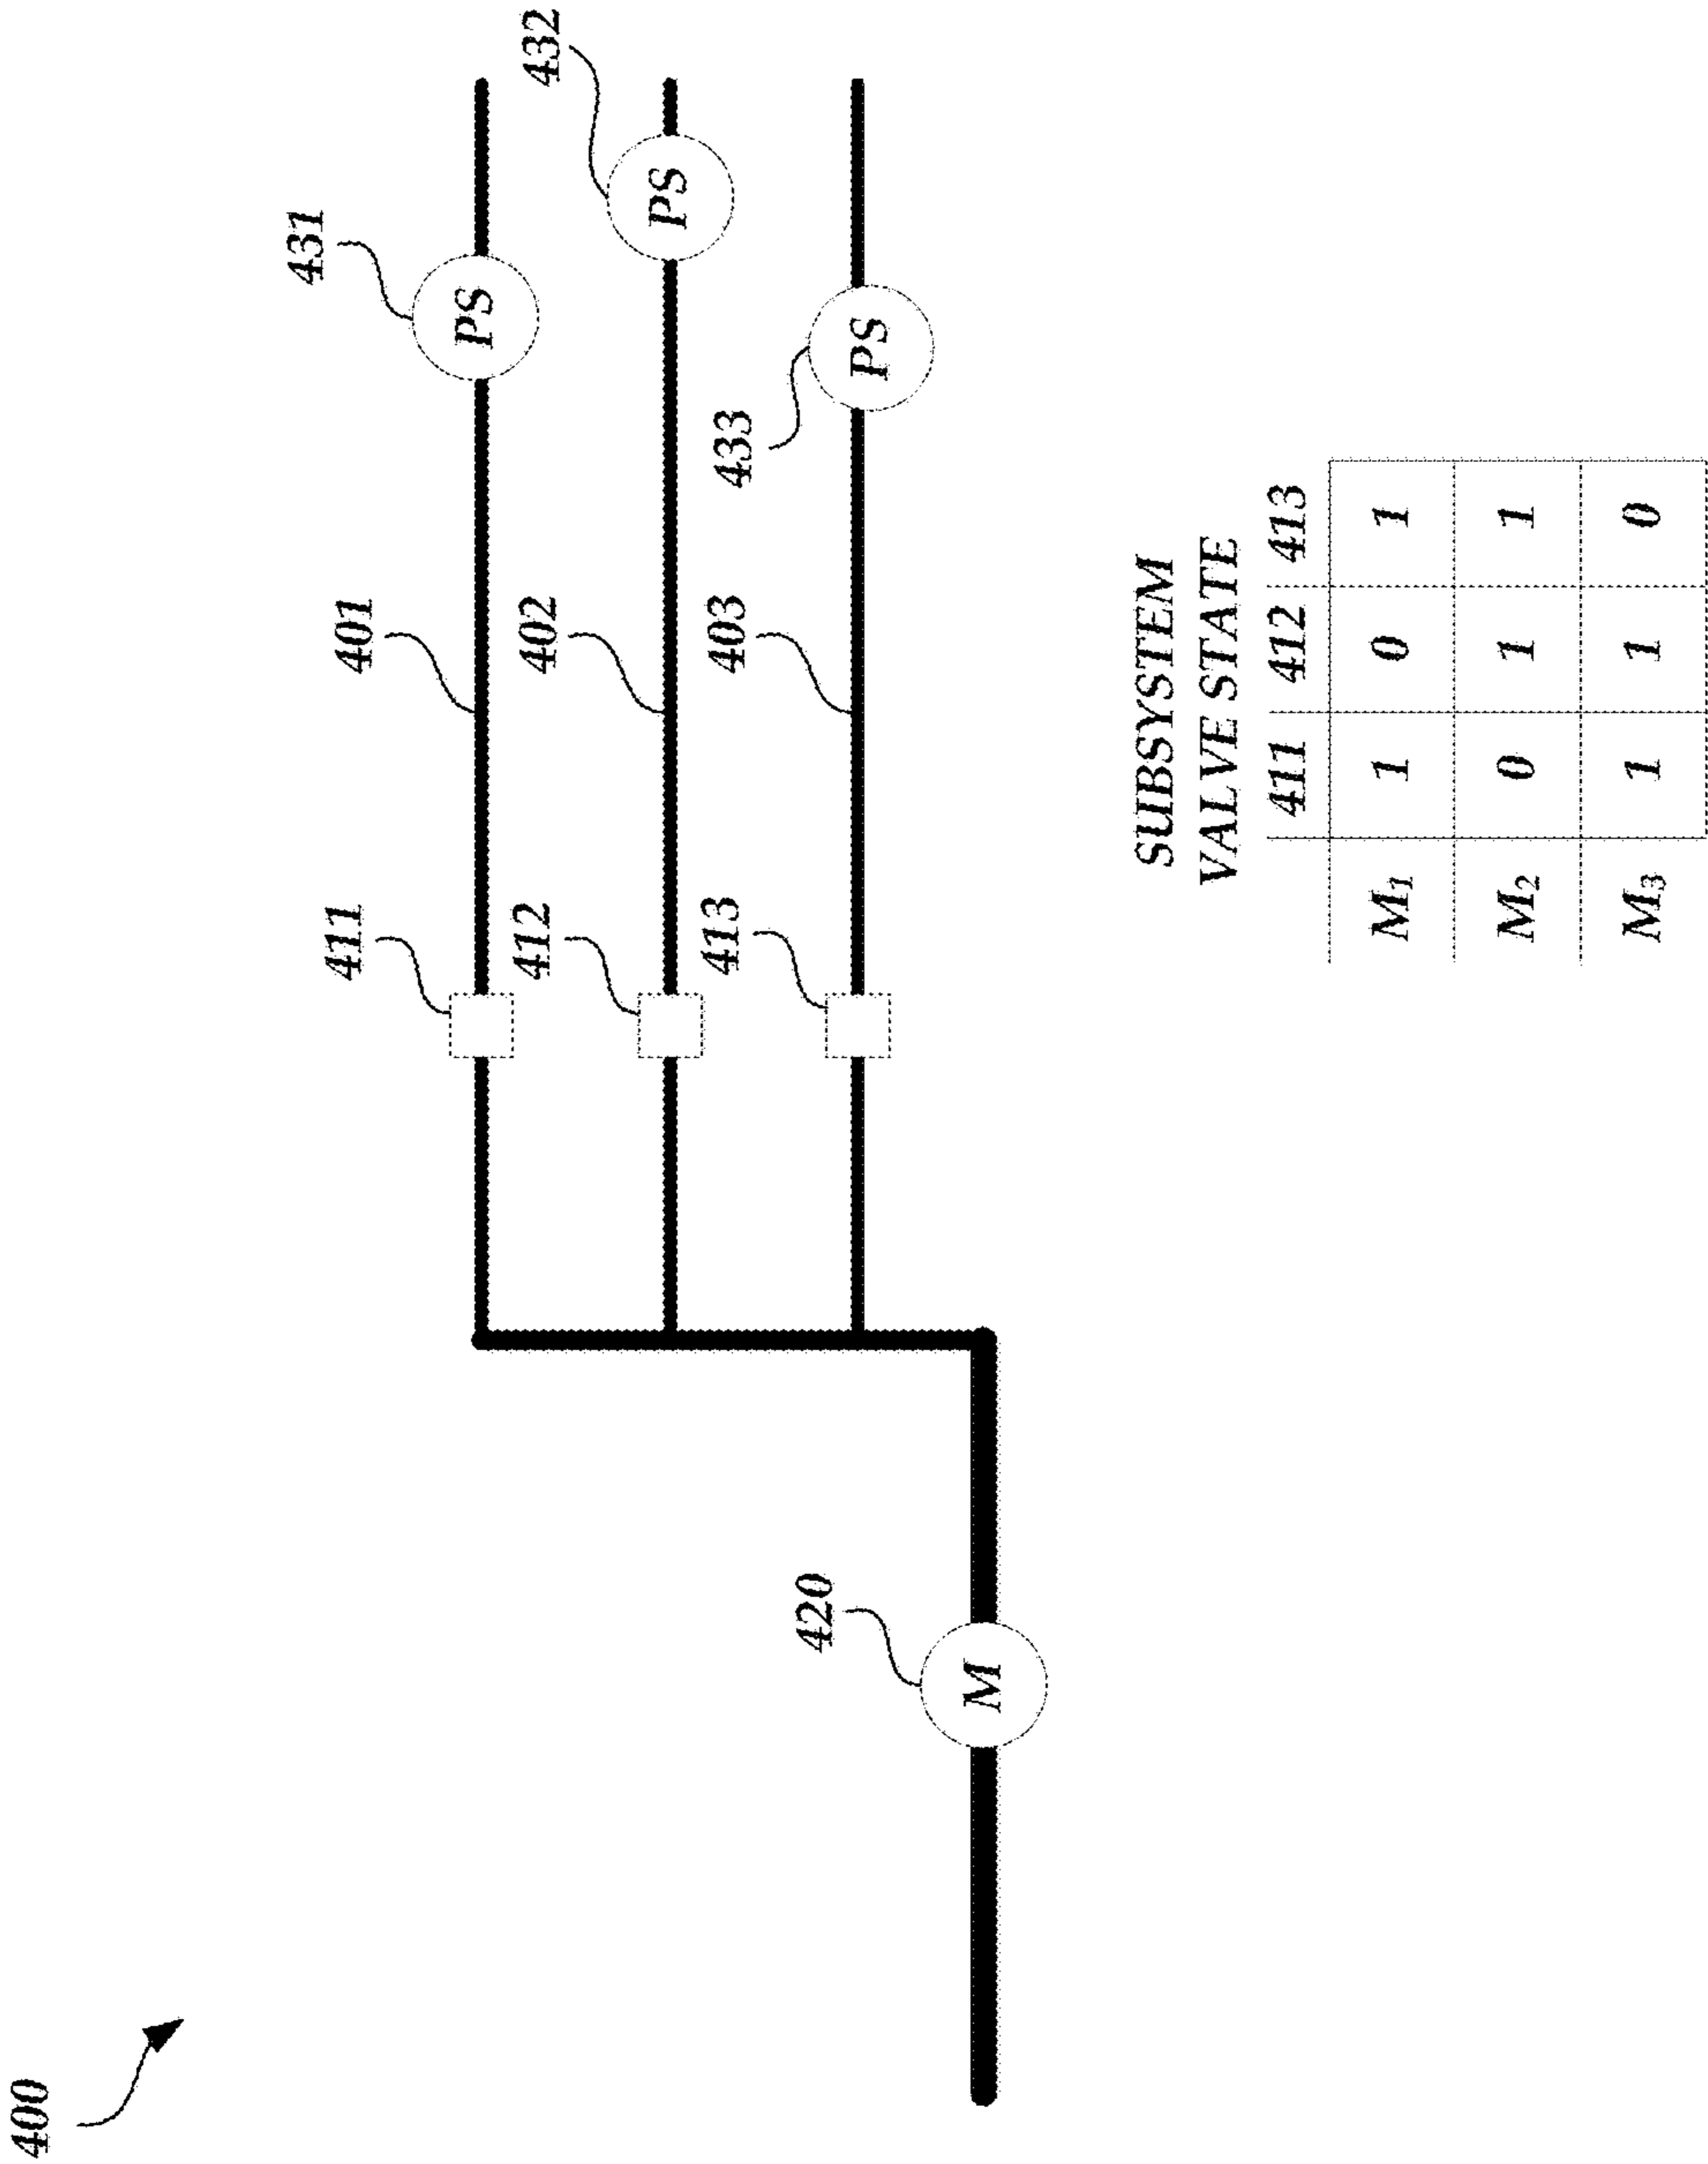 400
431
411 401
PS
412 402 432
PS
413 403 433
420
PS
M
SUBSYSTEM
VALVE STATE
411 412 413
M₁ 1 0 1
M₂ 0 1 1
M₃ 1 1 0